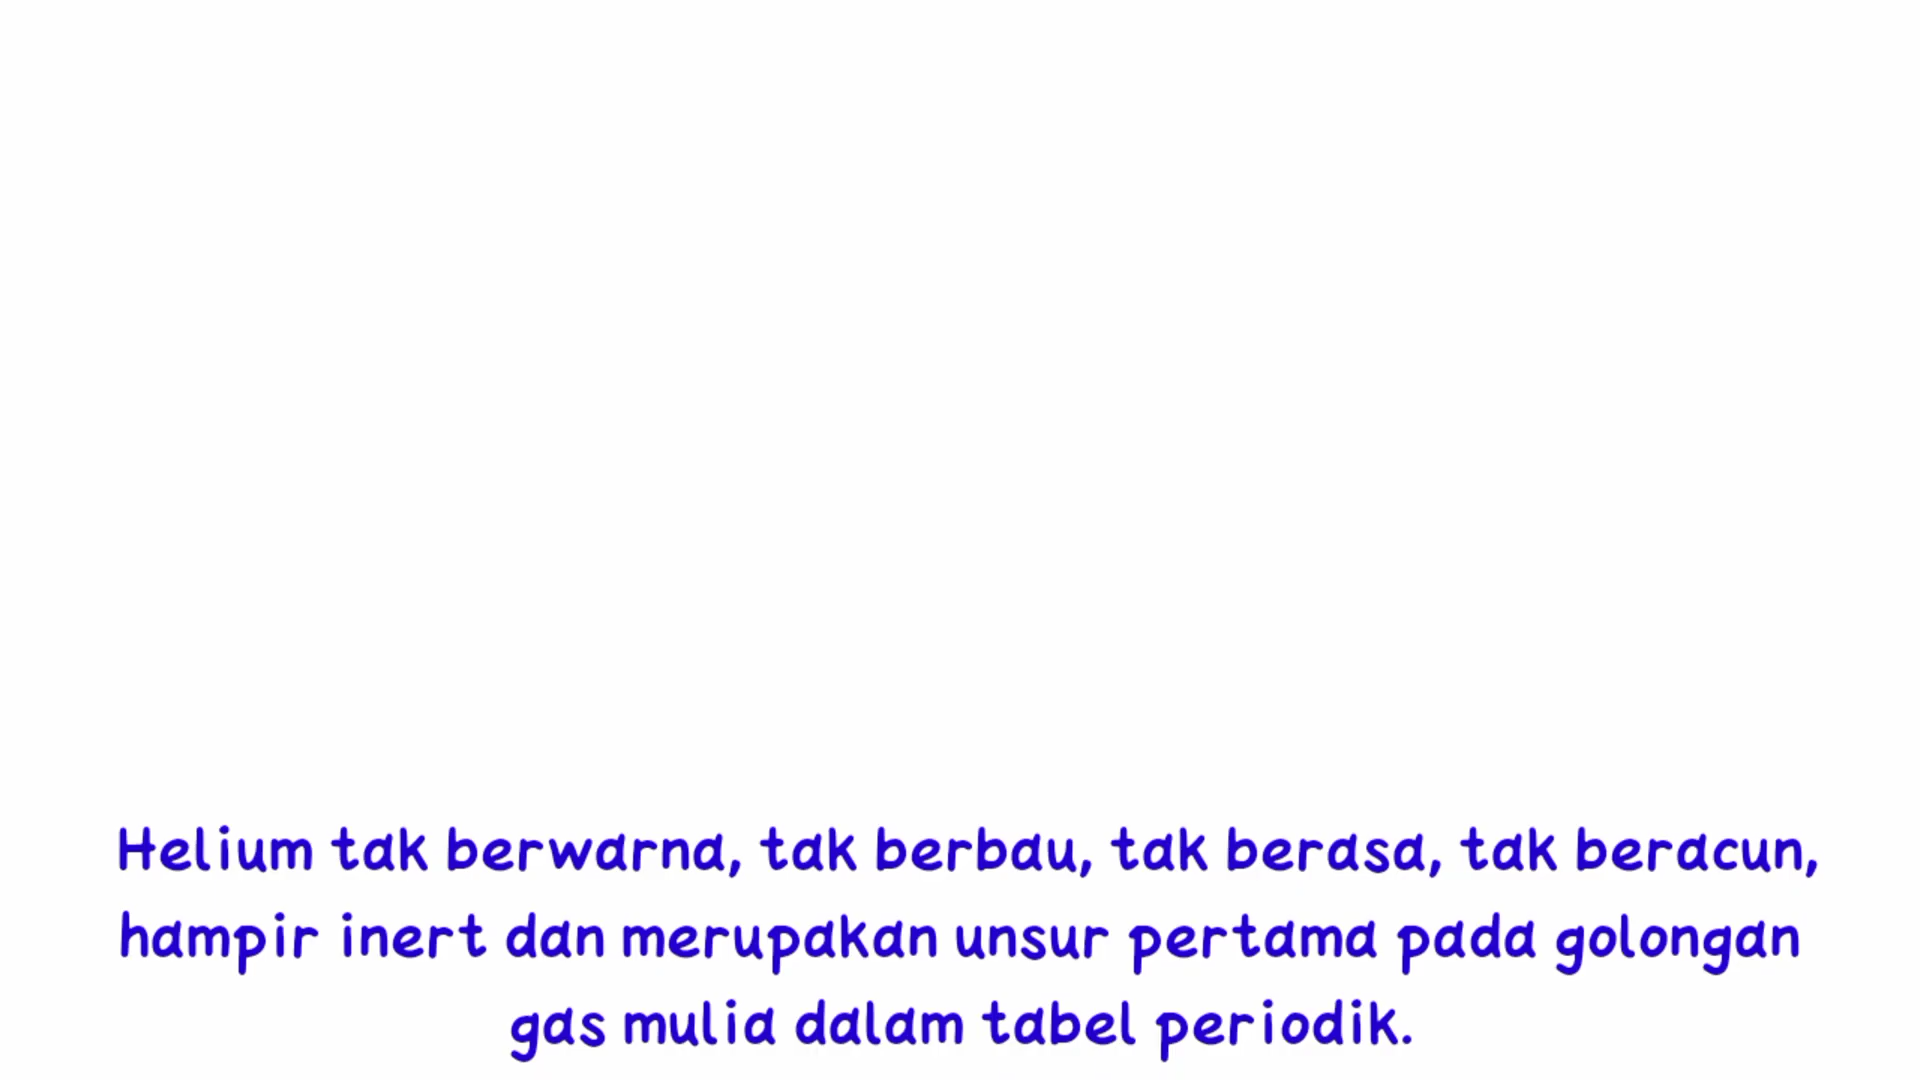 Helium tak berwarna, tak berbau, tak berasa, tak beracun,
hampir inert dan merupakan unsur pertama pada golongan
gas mulia dalam tabel periodik.